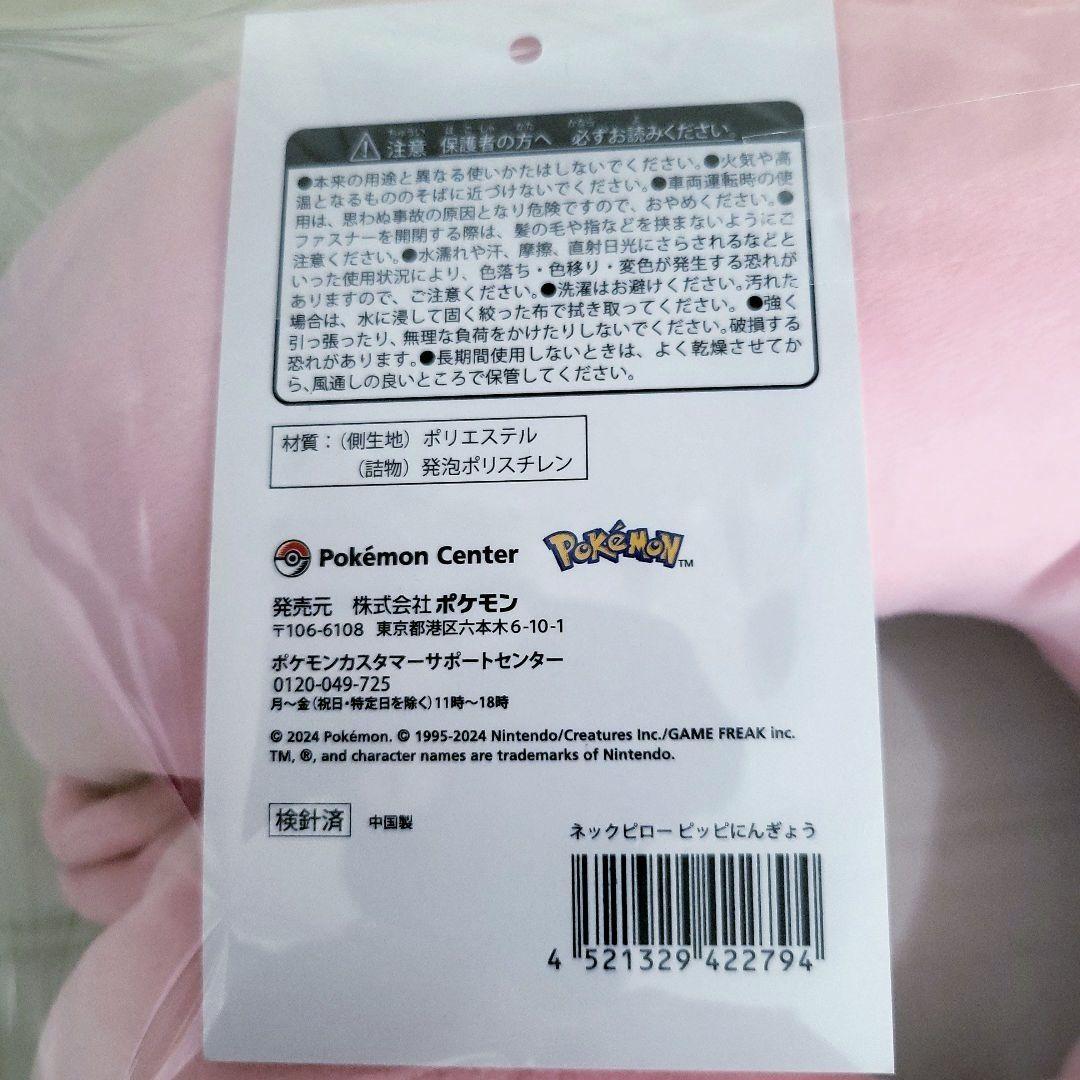 注意 保護者の方へ 必ずお読みください。
●本来の用途と異なる使いかたはしないでください。●火気や高
温となるもののそばに近づけないでください。●車両運転時の使
用は、思わぬ事故の原因となり危険ですので、おやめください。●
ファスナーを開閉する際は、髪の毛や指などを挟まないようにご
注意ください。●水濡れや汗、摩擦、直射日光にさらされるなどと
いった使用状況により、色落ち・色移り・変色が発生する恐れが
ありますので、ご注意ください。●洗濯はお避けください。汚れた
場合は、水に浸して固く絞った布で拭き取ってください。●強く
引っ張ったり、無理な負荷をかけたりしないでください。破損する
恐れがあります。●長期間使用しないときは、よく乾燥させてか
ら、風通しの良いところで保管してください。
材質：（側生地）ポリエステル
（詰物）発泡ポリスチレン
Pokémon Center POKéMON™
発売元 株式会社ポケモン
〒106-6108 東京都港区六本木6-10-1
ポケモンカスタマーサポートセンター
0120-049-725
月～金（祝日・特定日を除く）11時～18時
© 2024 Pokémon. © 1995-2024 Nintendo/Creatures Inc./GAME FREAK inc.
TM, ®, and character names are trademarks of Nintendo.
検針済 中国製
ネックピロー ピッピにんぎょう
4 521329 422794